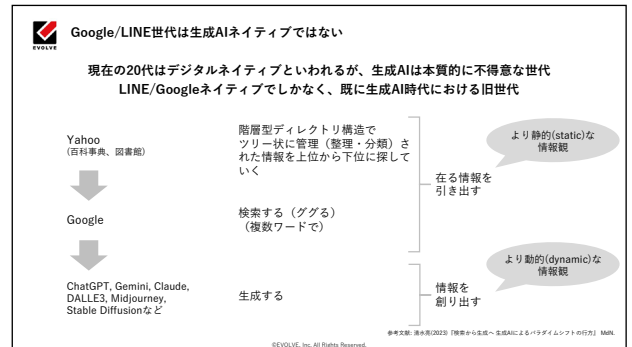 EVOLVE
Google/LINE世代は生成AIネイティブではない
現在の20代はデジタルネイティブといわれるが、生成AIは本質的に不得意な世代
LINE/Googleネイティブでしかなく、既に生成AI時代における旧世代
Yahoo
(百科事典、図書館)
階層型ディレクトリ構造で
ツリー状に管理（整理・分類）さ
れた情報を上位から下位に探して
いく
Google
検索する（ググる）
（複数ワードで）
在る情報を
引き出す
より静的(static)な
情報観
ChatGPT, Gemini, Claude,
DALLE3, Midjourney,
Stable Diffusionなど
生成する
情報を
創り出す
より動的(dynamic)な
情報観
参考文献: 清水亮(2023)『検索から生成へ 生成AIによるパラダイムシフトの行方』 MdN.
©EVOLVE, Inc. All Rights Reserved.